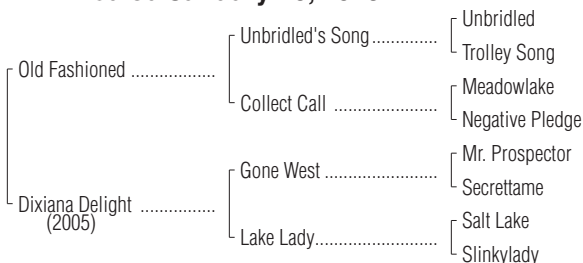 Unbridled
Unbridled's Song..............
Trolley Song
Old Fashioned ..................
Meadowlake
Collect Call ......................
Negative Pledge
Mr. Prospector
Gone West ........................
Secrettame
Dixiana Delight ................
(2005)
Salt Lake
Lake Lady..........................
Slinkylady